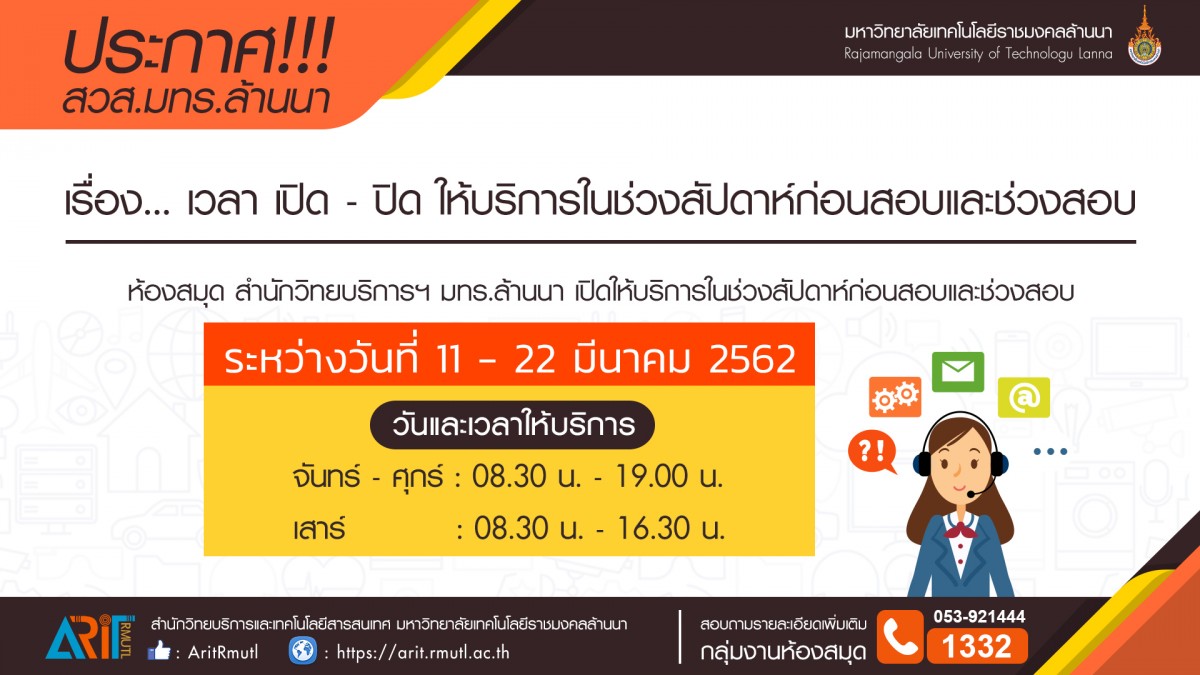 ประกาศ!!!
สวส.มทร.ล้านนา
มหาวิทยาลัยเทคโนโลยีราชมงคลล้านนา
Rajamangala University of Technologu Lanna
เรื่อง... เวลา เปิด - ปิด ให้บริการในช่วงสัปดาห์ก่อนสอบและช่วงสอบ
ห้องสมุด สำนักวิทยบริการฯ มทร.ล้านนา เปิดให้บริการในช่วงสัปดาห์ก่อนสอบและช่วงสอบ
ระหว่างวันที่ 11 - 22 มีนาคม 2562
วันและเวลาให้บริการ
จันทร์ - ศุกร์ : 08.30 น. - 19.00 น.
เสาร์ : 08.30 น. - 16.30 น.
?!
@
ARIT RMUTL
สำนักวิทยบริการและเทคโนโลยีสารสนเทศ มหาวิทยาลัยเทคโนโลยีราชมงคลล้านนา
: AritRmutl : https://arit.rmutl.ac.th
สอบถามรายละเอียดเพิ่มเติม
กลุ่มงานห้องสมุด
053-921444
1332